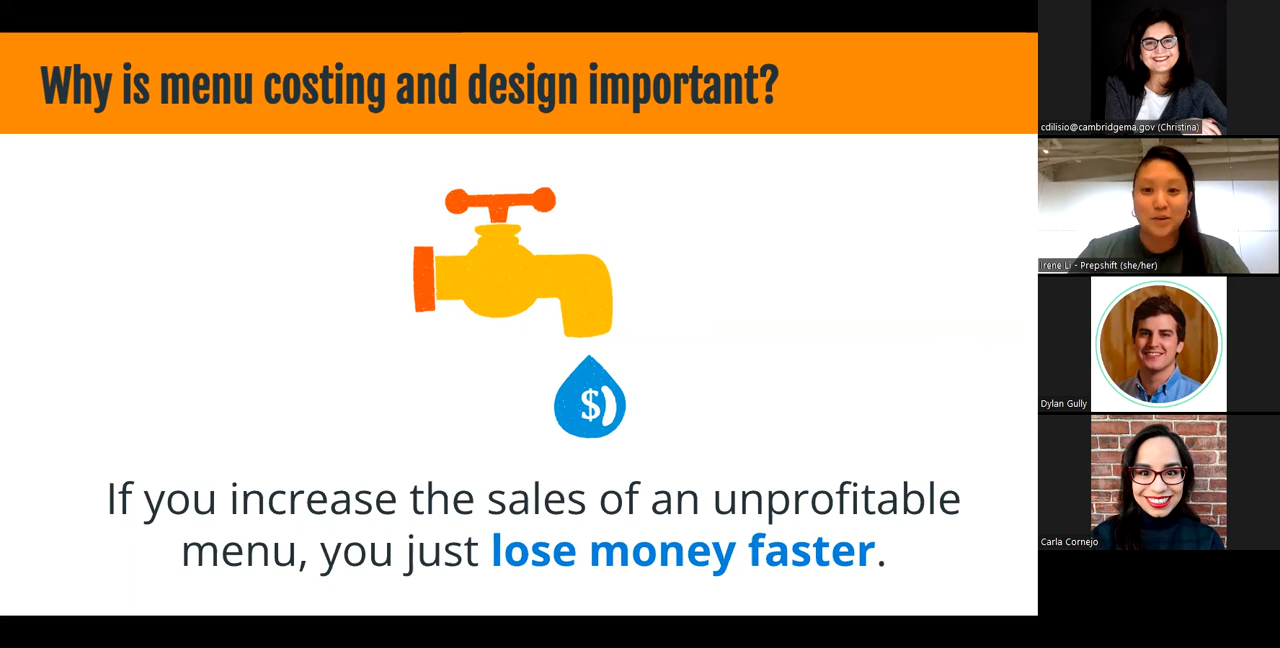 Why is menu costing and design important?
$
If you increase the sales of an unprofitable
menu, you just lose money faster.
cdilisio@cambridgema.gov (Christina)
Irene Li - Prepshift (she/her)
Dylan Gully
Carla Cornejo